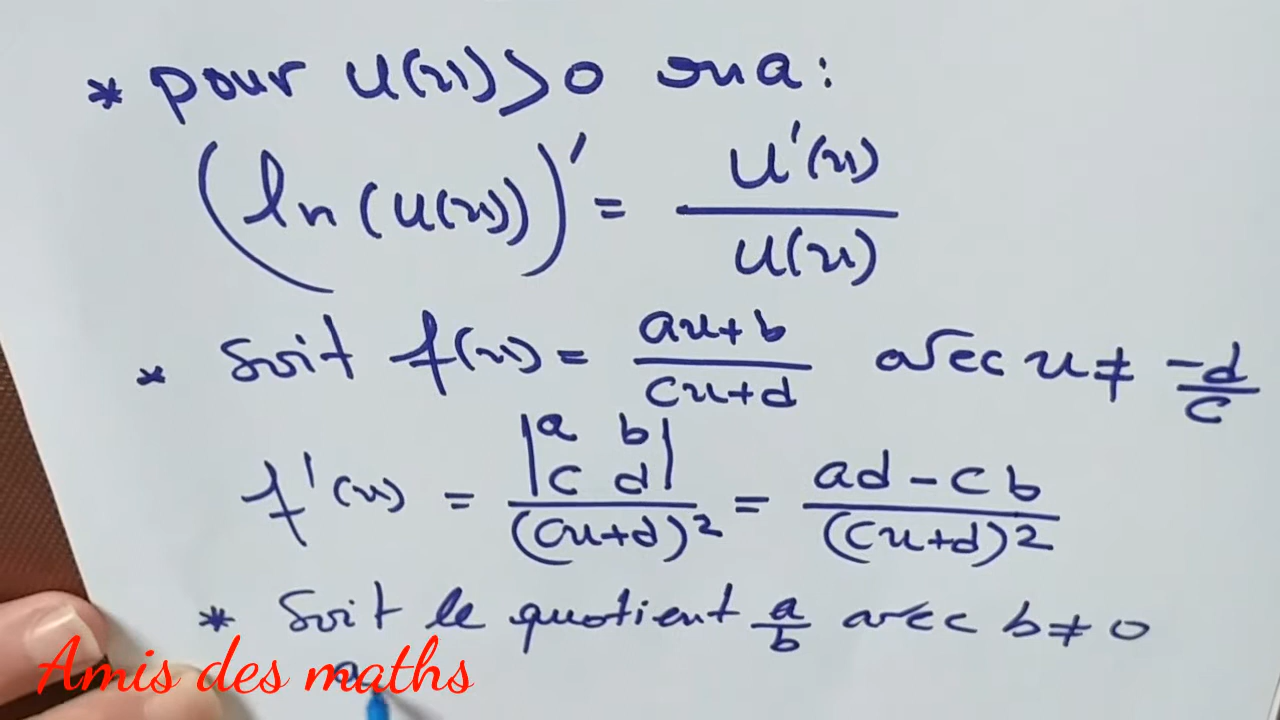 * pour u(x)>0 on a :
(ln(u(x)))' = u'(x) / u(x)
* Soit f(x) = ax+b / cx+d avec x ≠ -d/c
f'(x) = |a b| |c d| / (cx+d)² = ad - cb / (cx+d)²
* Soit le quotient a/b avec b ≠ 0
a
Amis des maths